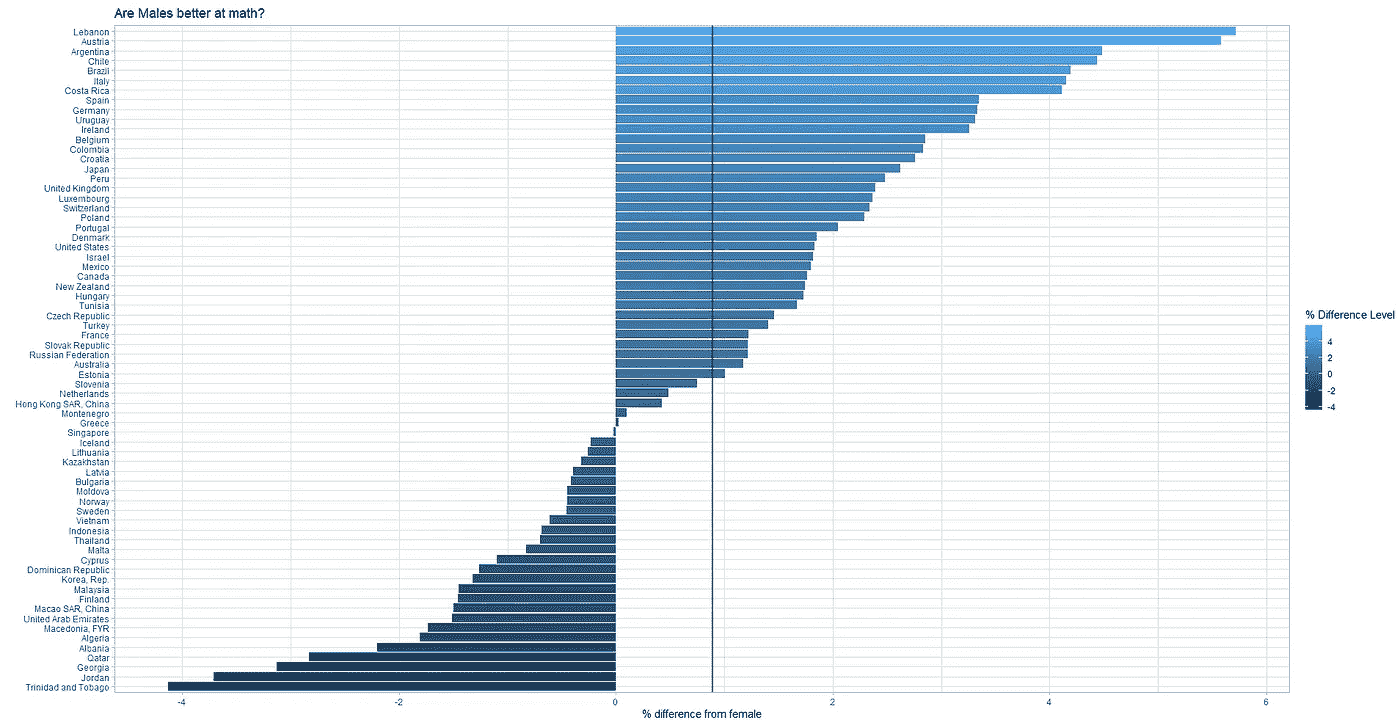 Are Males better at math?
Lebanon
Austria
Argentina
Chile
Brazil
Italy
Costa Rica
Spain
Germany
Uruguay
Ireland
Belgium
Colombia
Croatia
Japan
Peru
United Kingdom
Luxembourg
Switzerland
Poland
Portugal
Denmark
United States
Israel
Mexico
Canada
New Zealand
Hungary
Tunisia
Czech Republic
Turkey
France
Slovak Republic
Russian Federation
Australia
Estonia
Slovenia
Netherlands
Hong Kong SAR, China
Montenegro
Greece
Singapore
Iceland
Lithuania
Kazakhstan
Latvia
Bulgaria
Moldova
Norway
Sweden
Vietnam
Indonesia
Thailand
Malta
Cyprus
Dominican Republic
Korea, Rep.
Malaysia
Finland
Macao SAR, China
United Arab Emirates
Macedonia, FYR
Algeria
Albania
Qatar
Georgia
Jordan
Trinidad and Tobago
-4 -2 0 2 4 6
% difference from female
% Difference Level
4
2
0
-2
-4